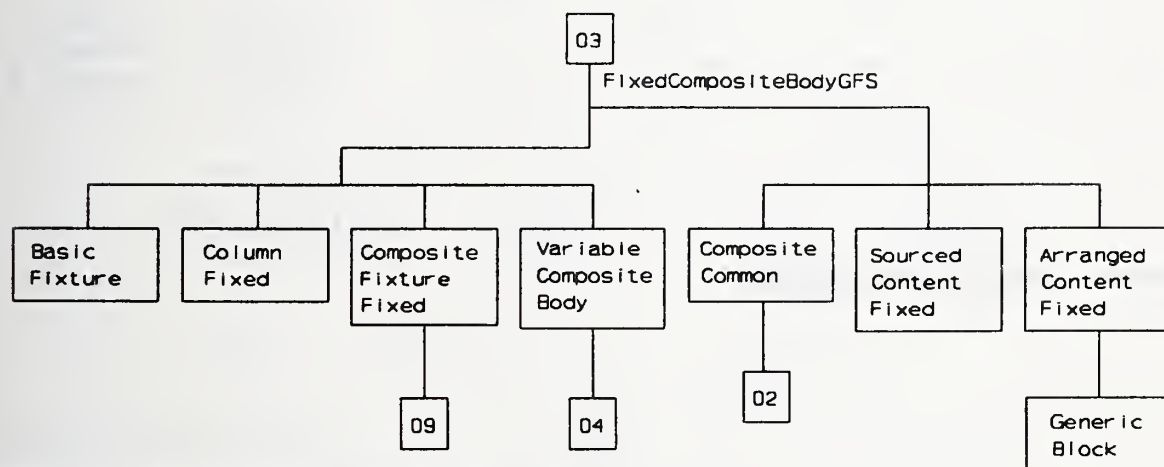 03
FixedCompositeBodyGFS
Basic
Fixture
Column
Fixed
Composite
Fixture
Fixed
Variable
Composite
Body
Composite
Common
Sourced
Content
Fixed
Arranged
Content
Fixed
09
04
02
Generic
Block